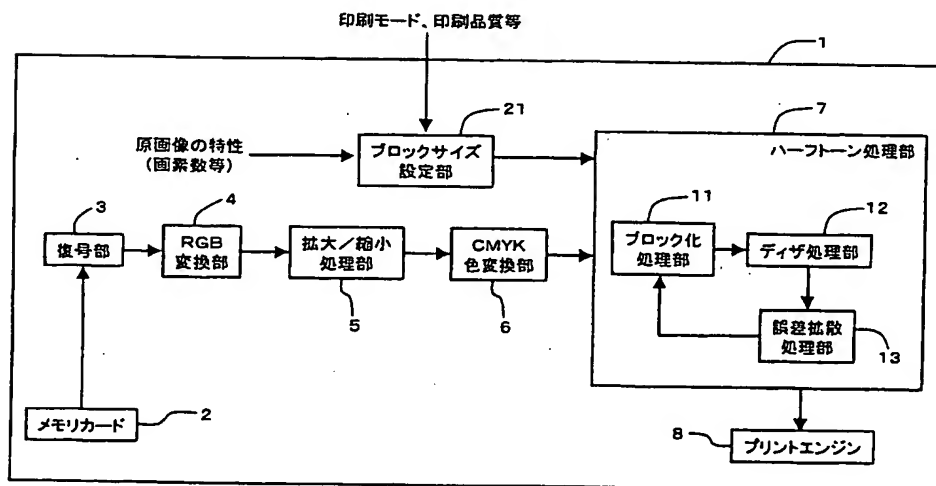 印刷モード、印刷品質等
1
21
7
原画像の特性
(画素数等)
ブロックサイズ
設定部
ハーフトーン処理部
3
4
11
12
復号部
RGB
変換部
拡大/縮小
処理部
CMYK
色変換部
ブロック化
処理部
ディザ処理部
5
6
誤差拡散
処理部
13
メモリカード
2
8
プリントエンジン